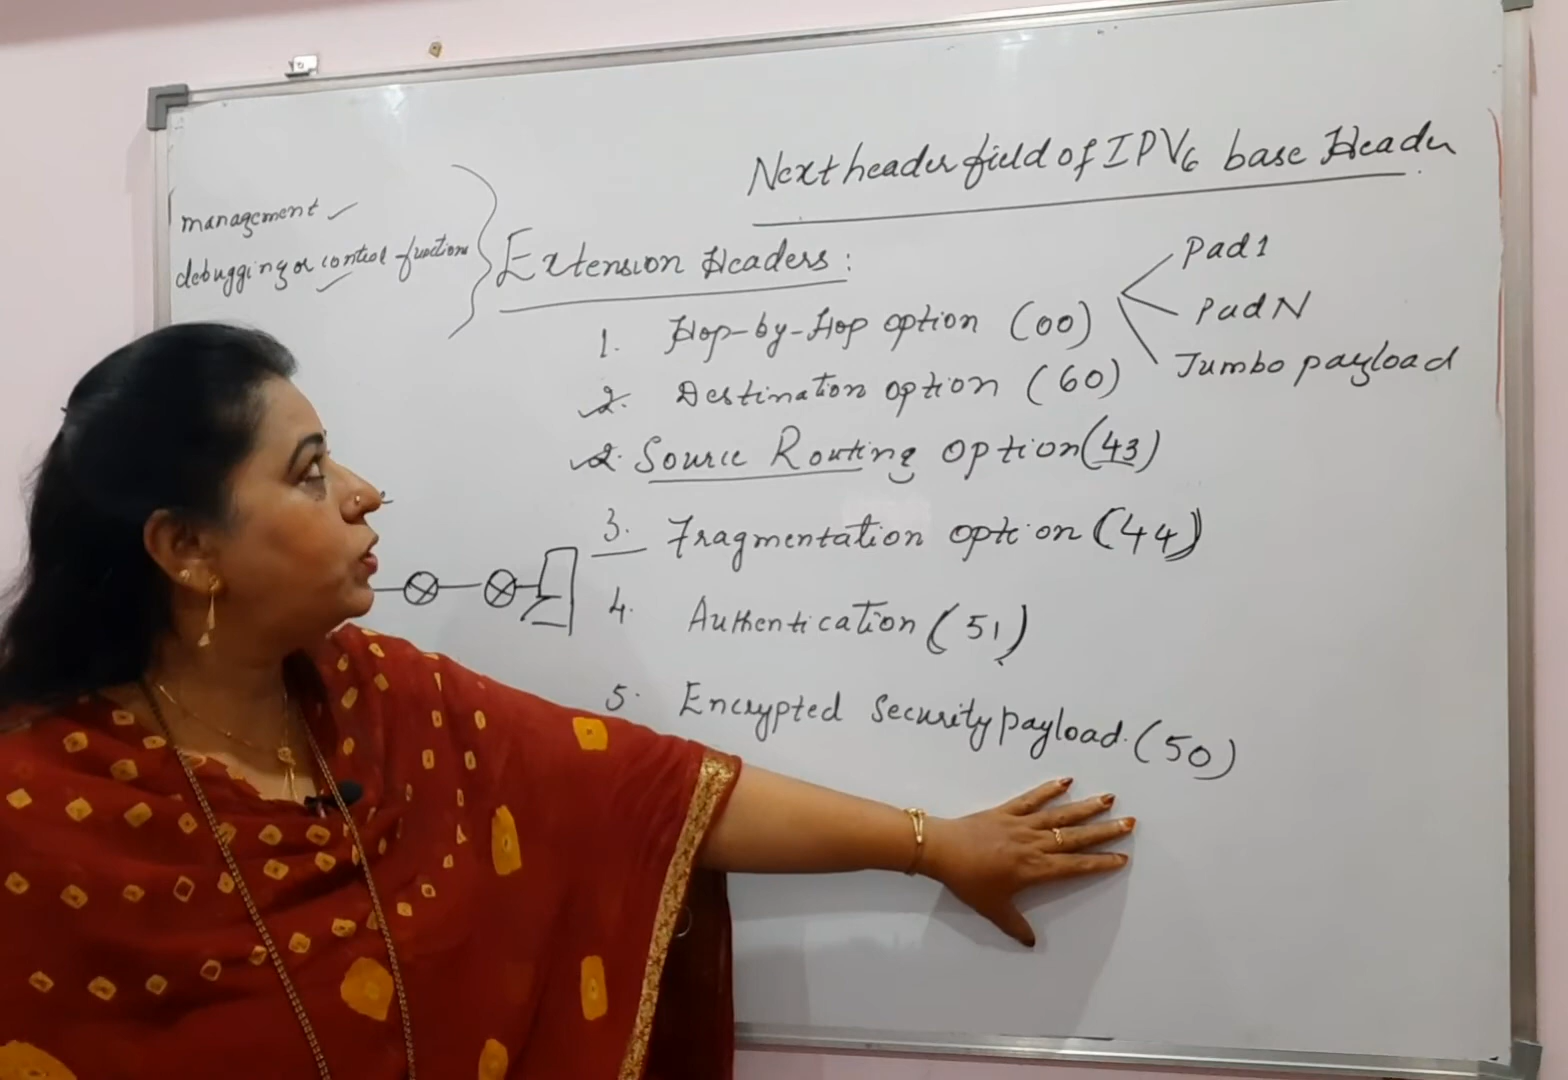 Next header field of IPV6 base Header
management
debugging or control functions
Extension Headers:
1. Hop-by-Hop option (00)
Pad1
PadN
Jumbo payload
2. Destination option (60)
2. Source Routing Option (43)
3. Fragmentation option (44)
4. Authentication (51)
5. Encrypted Security payload. (50)